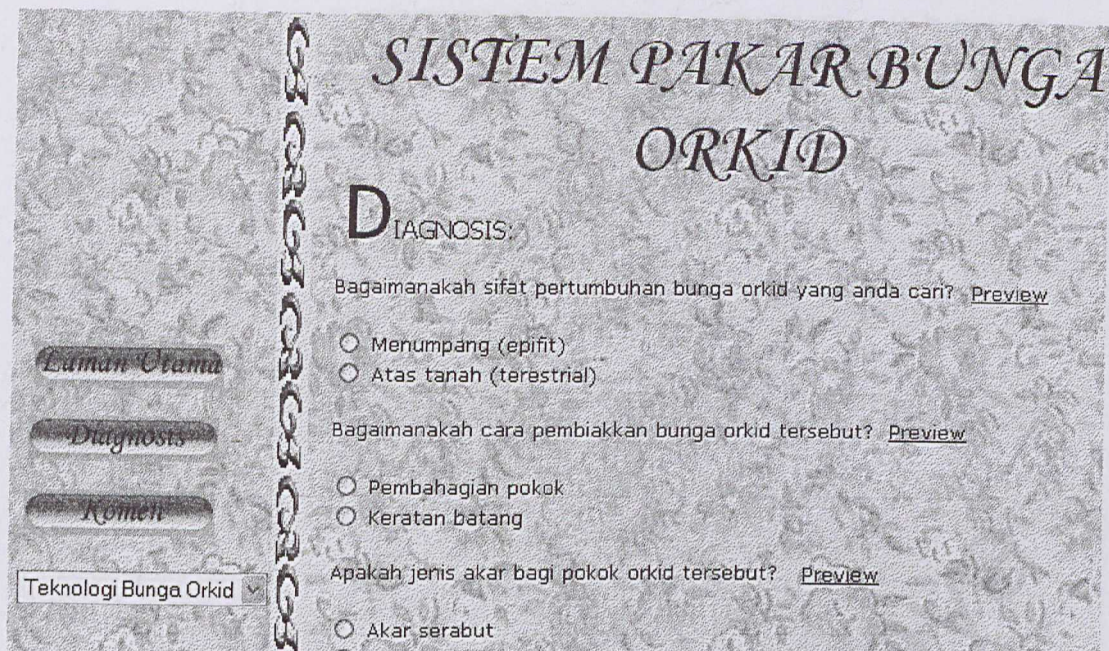 SISTEM PAKAR BUNGA
ORKID
DIAGNOSIS:
Bagaimanakah sifat pertumbuhan bunga orkid yang anda cari? Preview
Menumpang (epifit)
Atas tanah (terestrial)
Bagaimanakah cara pembiakkan bunga orkid tersebut? Preview
Pembahagian pokok
Keratan batang
Apakah jenis akar bagi pokok orkid tersebut? Preview
Akar serabut
Laman Utama
Diagnosis
Komen
Teknologi Bunga Orkid